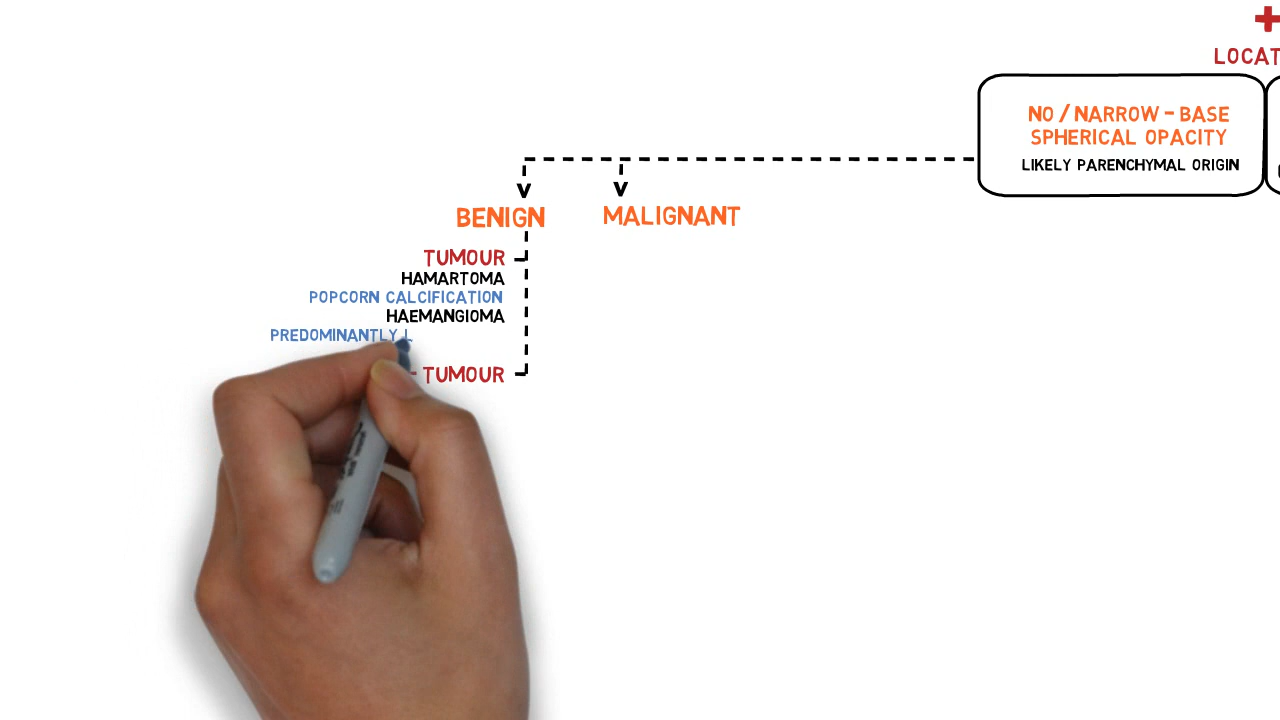 LOCAT
NO / NARROW - BASE
SPHERICAL OPACITY
LIKELY PARENCHYMAL ORIGIN
BENIGN
MALIGNANT
TUMOUR
HAMARTOMA
POPCORN CALCIFICATION
HAEMANGIOMA
PREDOMINANTLY L
- TUMOUR